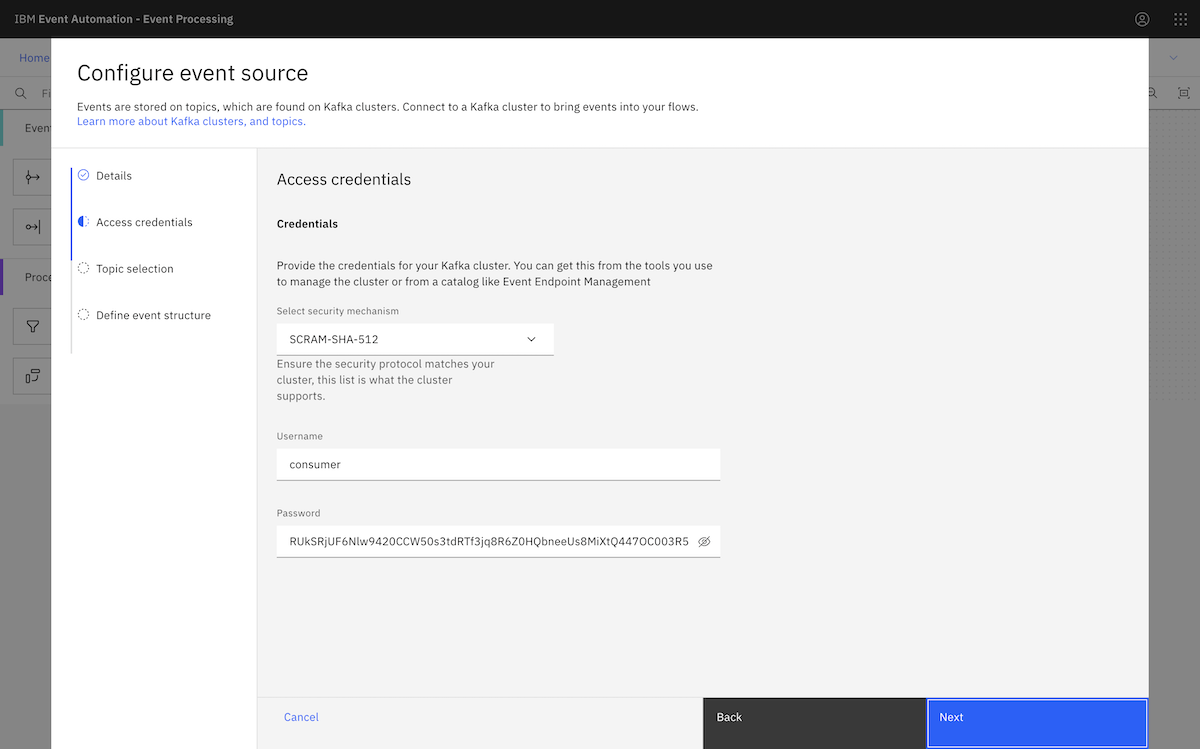 IBM Event Automation - Event Processing
Home
Configure event source
Events are stored on topics, which are found on Kafka clusters. Connect to a Kafka cluster to bring events into your flows.
Learn more about Kafka clusters, and topics.
Details
Access credentials
Topic selection
Define event structure
Access credentials
Credentials
Provide the credentials for your Kafka cluster. You can get this from the tools you use
to manage the cluster or from a catalog like Event Endpoint Management
Select security mechanism
SCRAM-SHA-512
Ensure the security protocol matches your
cluster, this list is what the cluster
supports.
Username
consumer
Password
RUkSRjUF6Nlw9420CCW50s3tdRTf3jq8R6Z0HQbneeUs8MiXtQ447OC003R5
Cancel
Back
Next